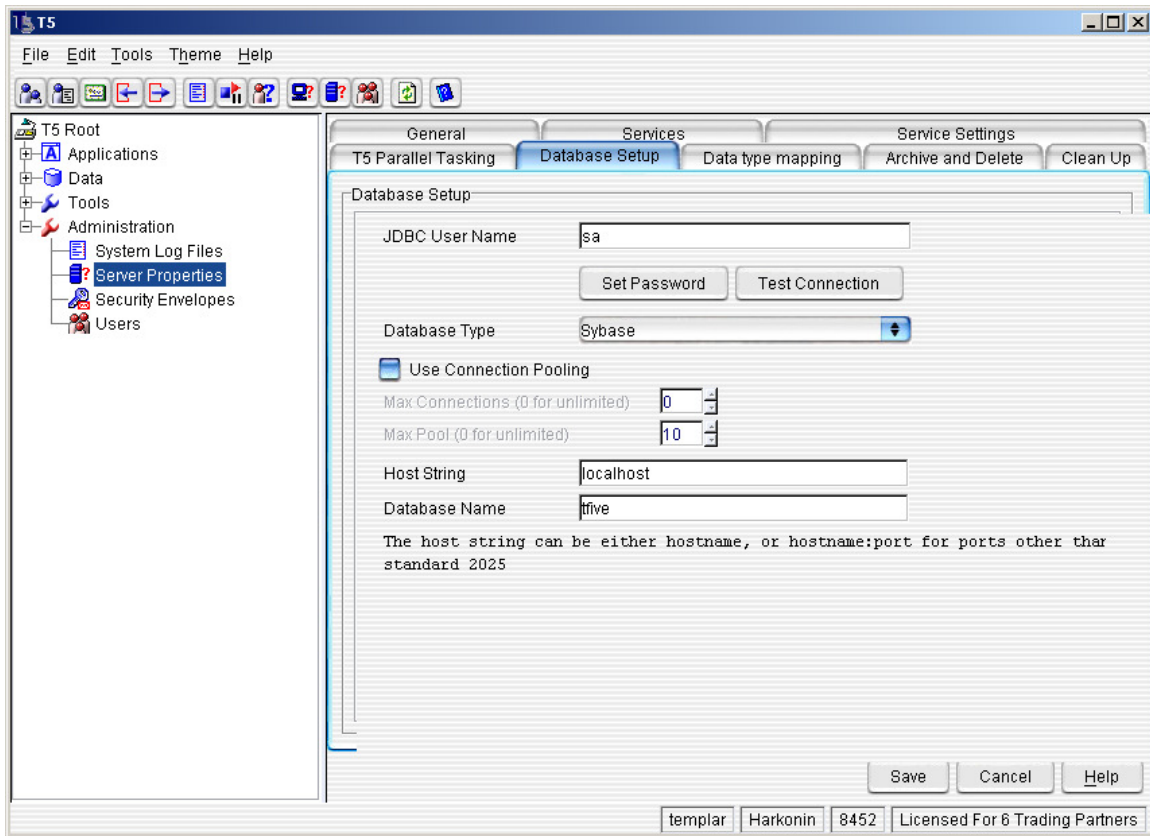 T5
File Edit Tools Theme Help
T5 Root
Applications
Data
Tools
Administration
System Log Files
Server Properties
Security Envelopes
Users
General Services Service Settings
T5 Parallel Tasking Database Setup Data type mapping Archive and Delete Clean Up
Database Setup
JDBC User Name sa
Set Password Test Connection
Database Type Sybase
Use Connection Pooling
Max Connections (0 for unlimited) 0
Max Pool (0 for unlimited) 10
Host String localhost
Database Name tfive
The host string can be either hostname, or hostname:port for ports other thar
standard 2025
Save Cancel Help
templar Harkonin 8452 Licensed For 6 Trading Partners